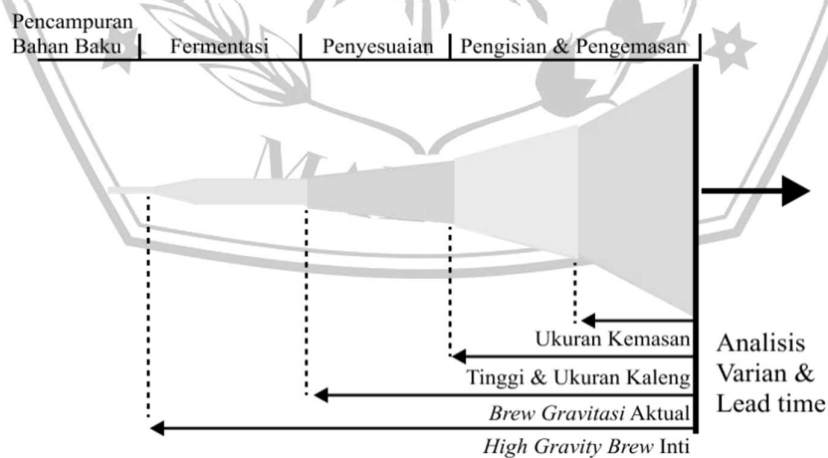 Pencampuran
Bahan Baku
Fermentasi
Penyesuaian
Pengisian & Pengemasan
Ukuran Kemasan
Tinggi & Ukuran Kaleng
Brew Gravitasi Aktual
High Gravity Brew Inti
Analisis
Varian &
Lead time